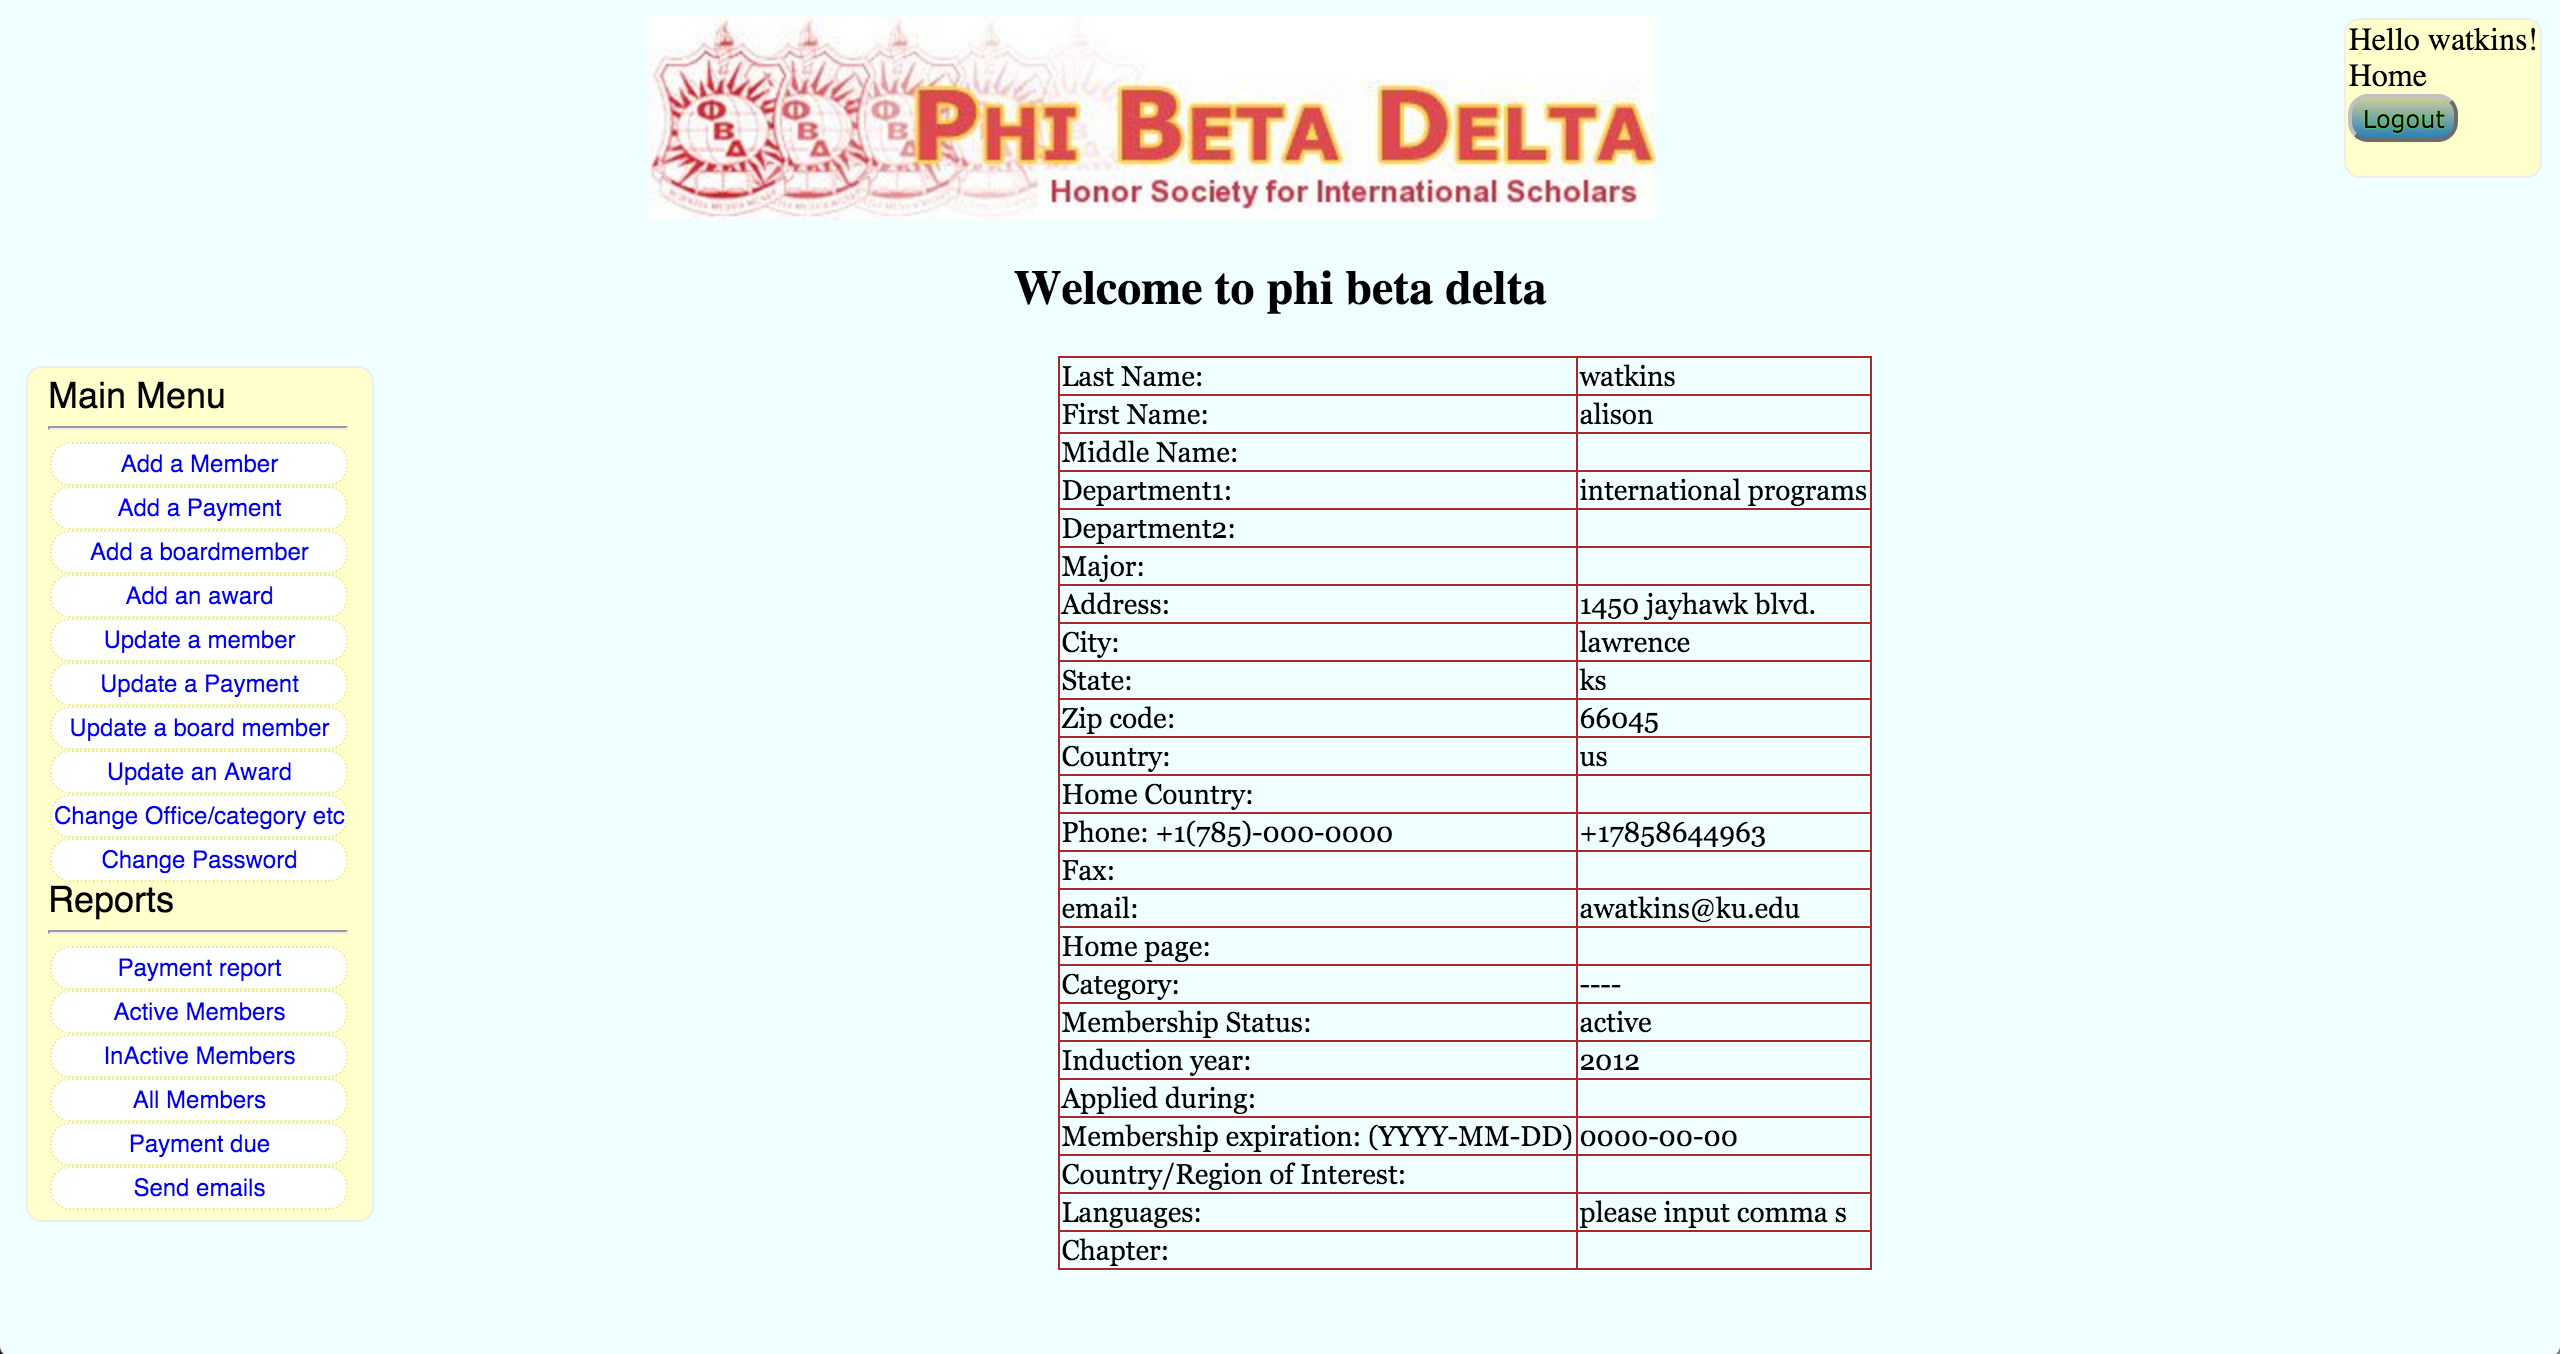 Φ Β Δ Φ Β Δ Φ Β
PHI BETA DELTA
Honor Society for International Scholars
Hello watkins!
Home
Logout
Welcome to phi beta delta
Main Menu
Add a Member
Add a Payment
Add a boardmember
Add an award
Update a member
Update a Payment
Update a board member
Update an Award
Change Office/category etc
Change Password
Reports
Payment report
Active Members
InActive Members
All Members
Payment due
Send emails
Last Name: watkins
First Name: alison
Middle Name:
Department1: international programs
Department2:
Major:
Address: 1450 jayhawk blvd.
City: lawrence
State: ks
Zip code: 66045
Country: us
Home Country:
Phone: +1(785)-000-0000 +17858644963
Fax:
email: awatkins@ku.edu
Home page:
Category: ----
Membership Status: active
Induction year: 2012
Applied during:
Membership expiration: (YYYY-MM-DD) 0000-00-00
Country/Region of Interest:
Languages: please input comma s
Chapter: